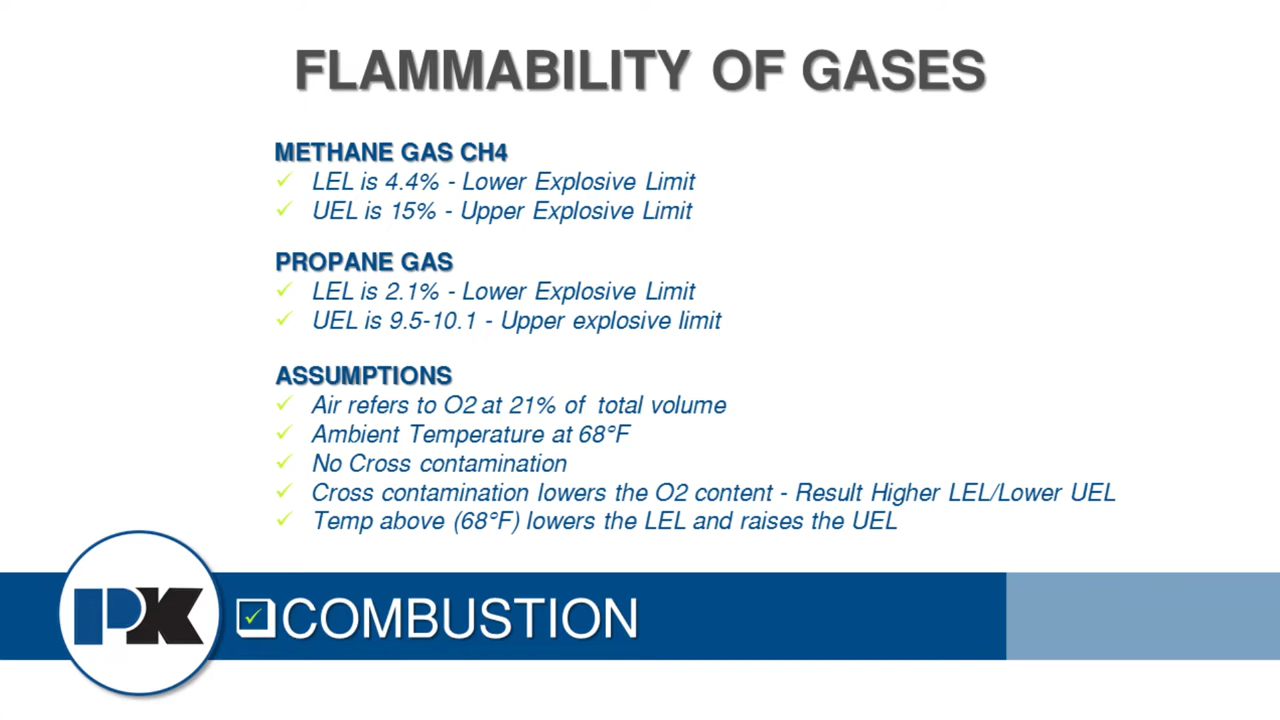 FLAMMABILITY OF GASES
METHANE GAS CH4
LEL is 4.4% - Lower Explosive Limit
UEL is 15% - Upper Explosive Limit
PROPANE GAS
LEL is 2.1% - Lower Explosive Limit
UEL is 9.5-10.1 - Upper explosive limit
ASSUMPTIONS
Air refers to O2 at 21% of total volume
Ambient Temperature at 68°F
No Cross contamination
Cross contamination lowers the O2 content - Result Higher LEL/Lower UEL
Temp above (68°F) lowers the LEL and raises the UEL
PK
COMBUSTION